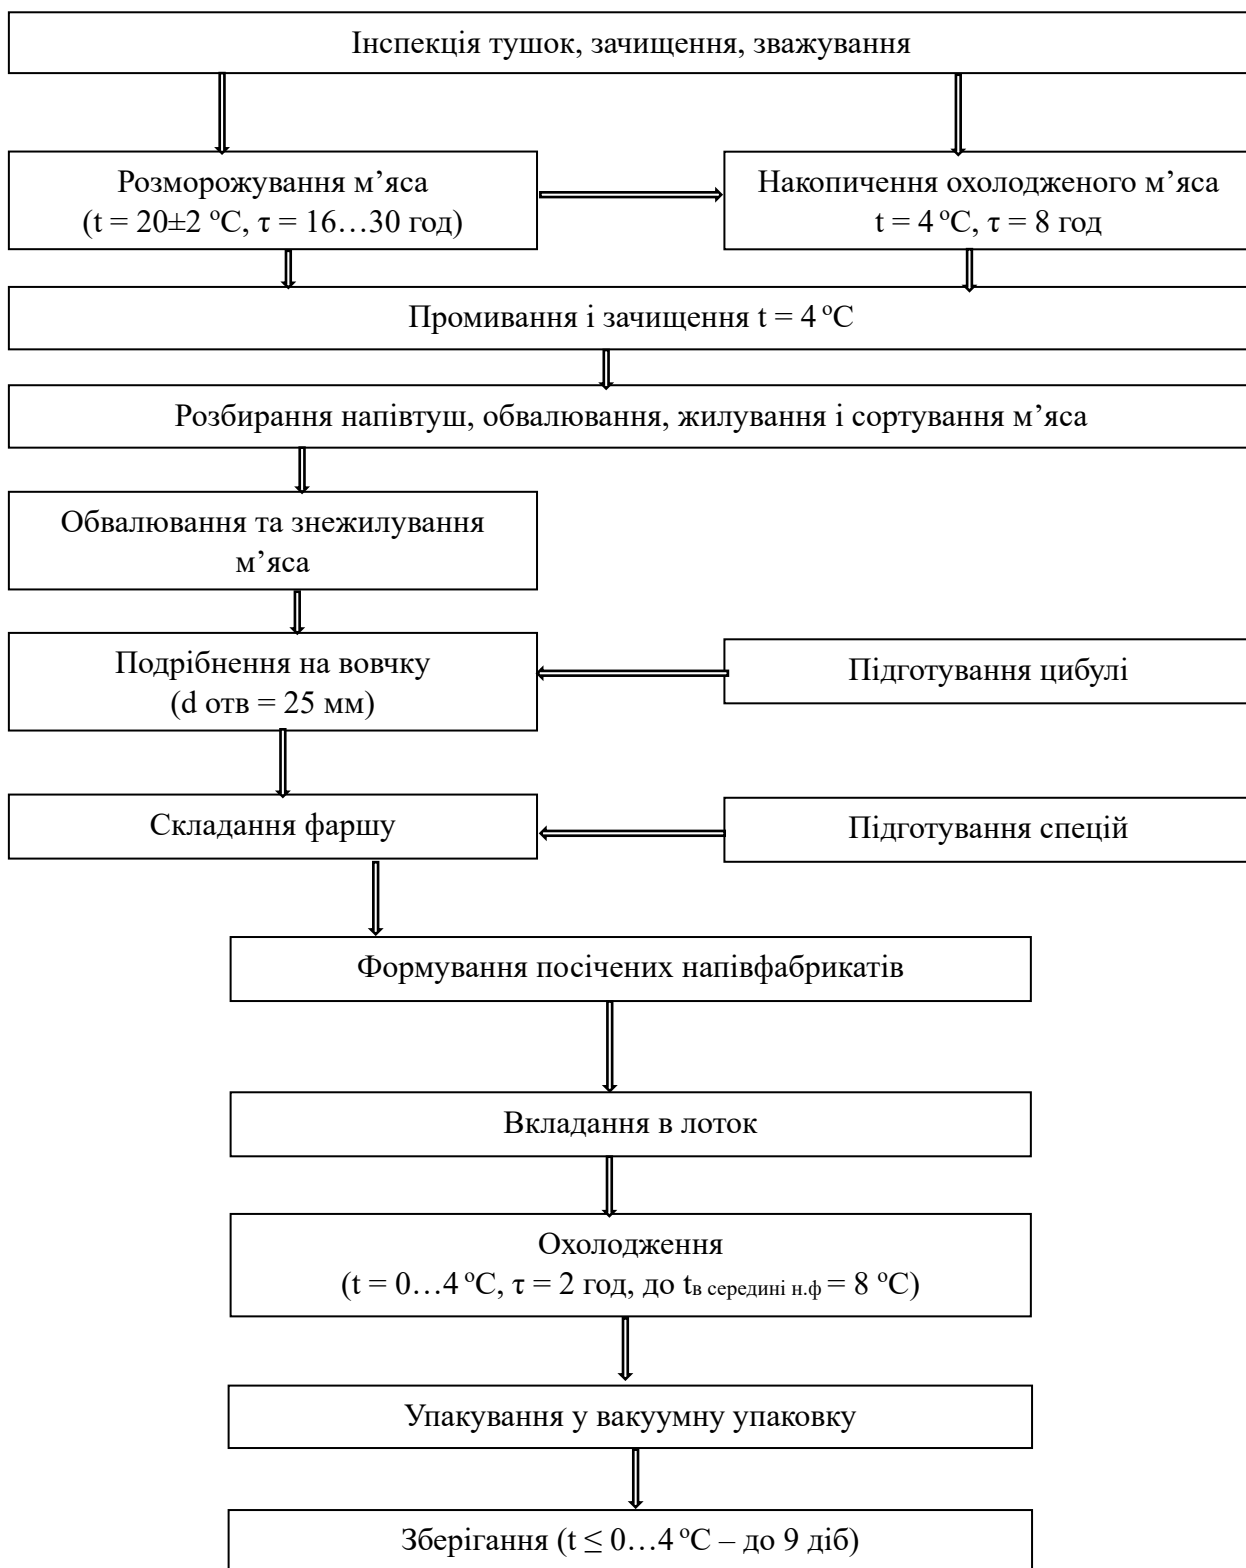 Інспекція тушок, зачищення, зважування
Розморожування м’яса
(t = 20±2 ºС, τ = 16…30 год)
Накопичення охолодженого м’яса
t = 4 ºС, τ = 8 год
Промивання і зачищення t = 4 ºС
Розбирання напівтуш, обвалювання, жилування і сортування м’яса
Обвалювання та знежилування
м’яса
Подрібнення на вовчку
(d отв = 25 мм)
Підготування цибулі
Складання фаршу
Підготування спецій
Формування посічених напівфабрикатів
Вкладання в лоток
Охолодження
(t = 0…4 ºС, τ = 2 год, до tв середині н.ф = 8 ºС)
Упакування у вакуумну упаковку
Зберігання (t ≤ 0…4 ºС – до 9 діб)